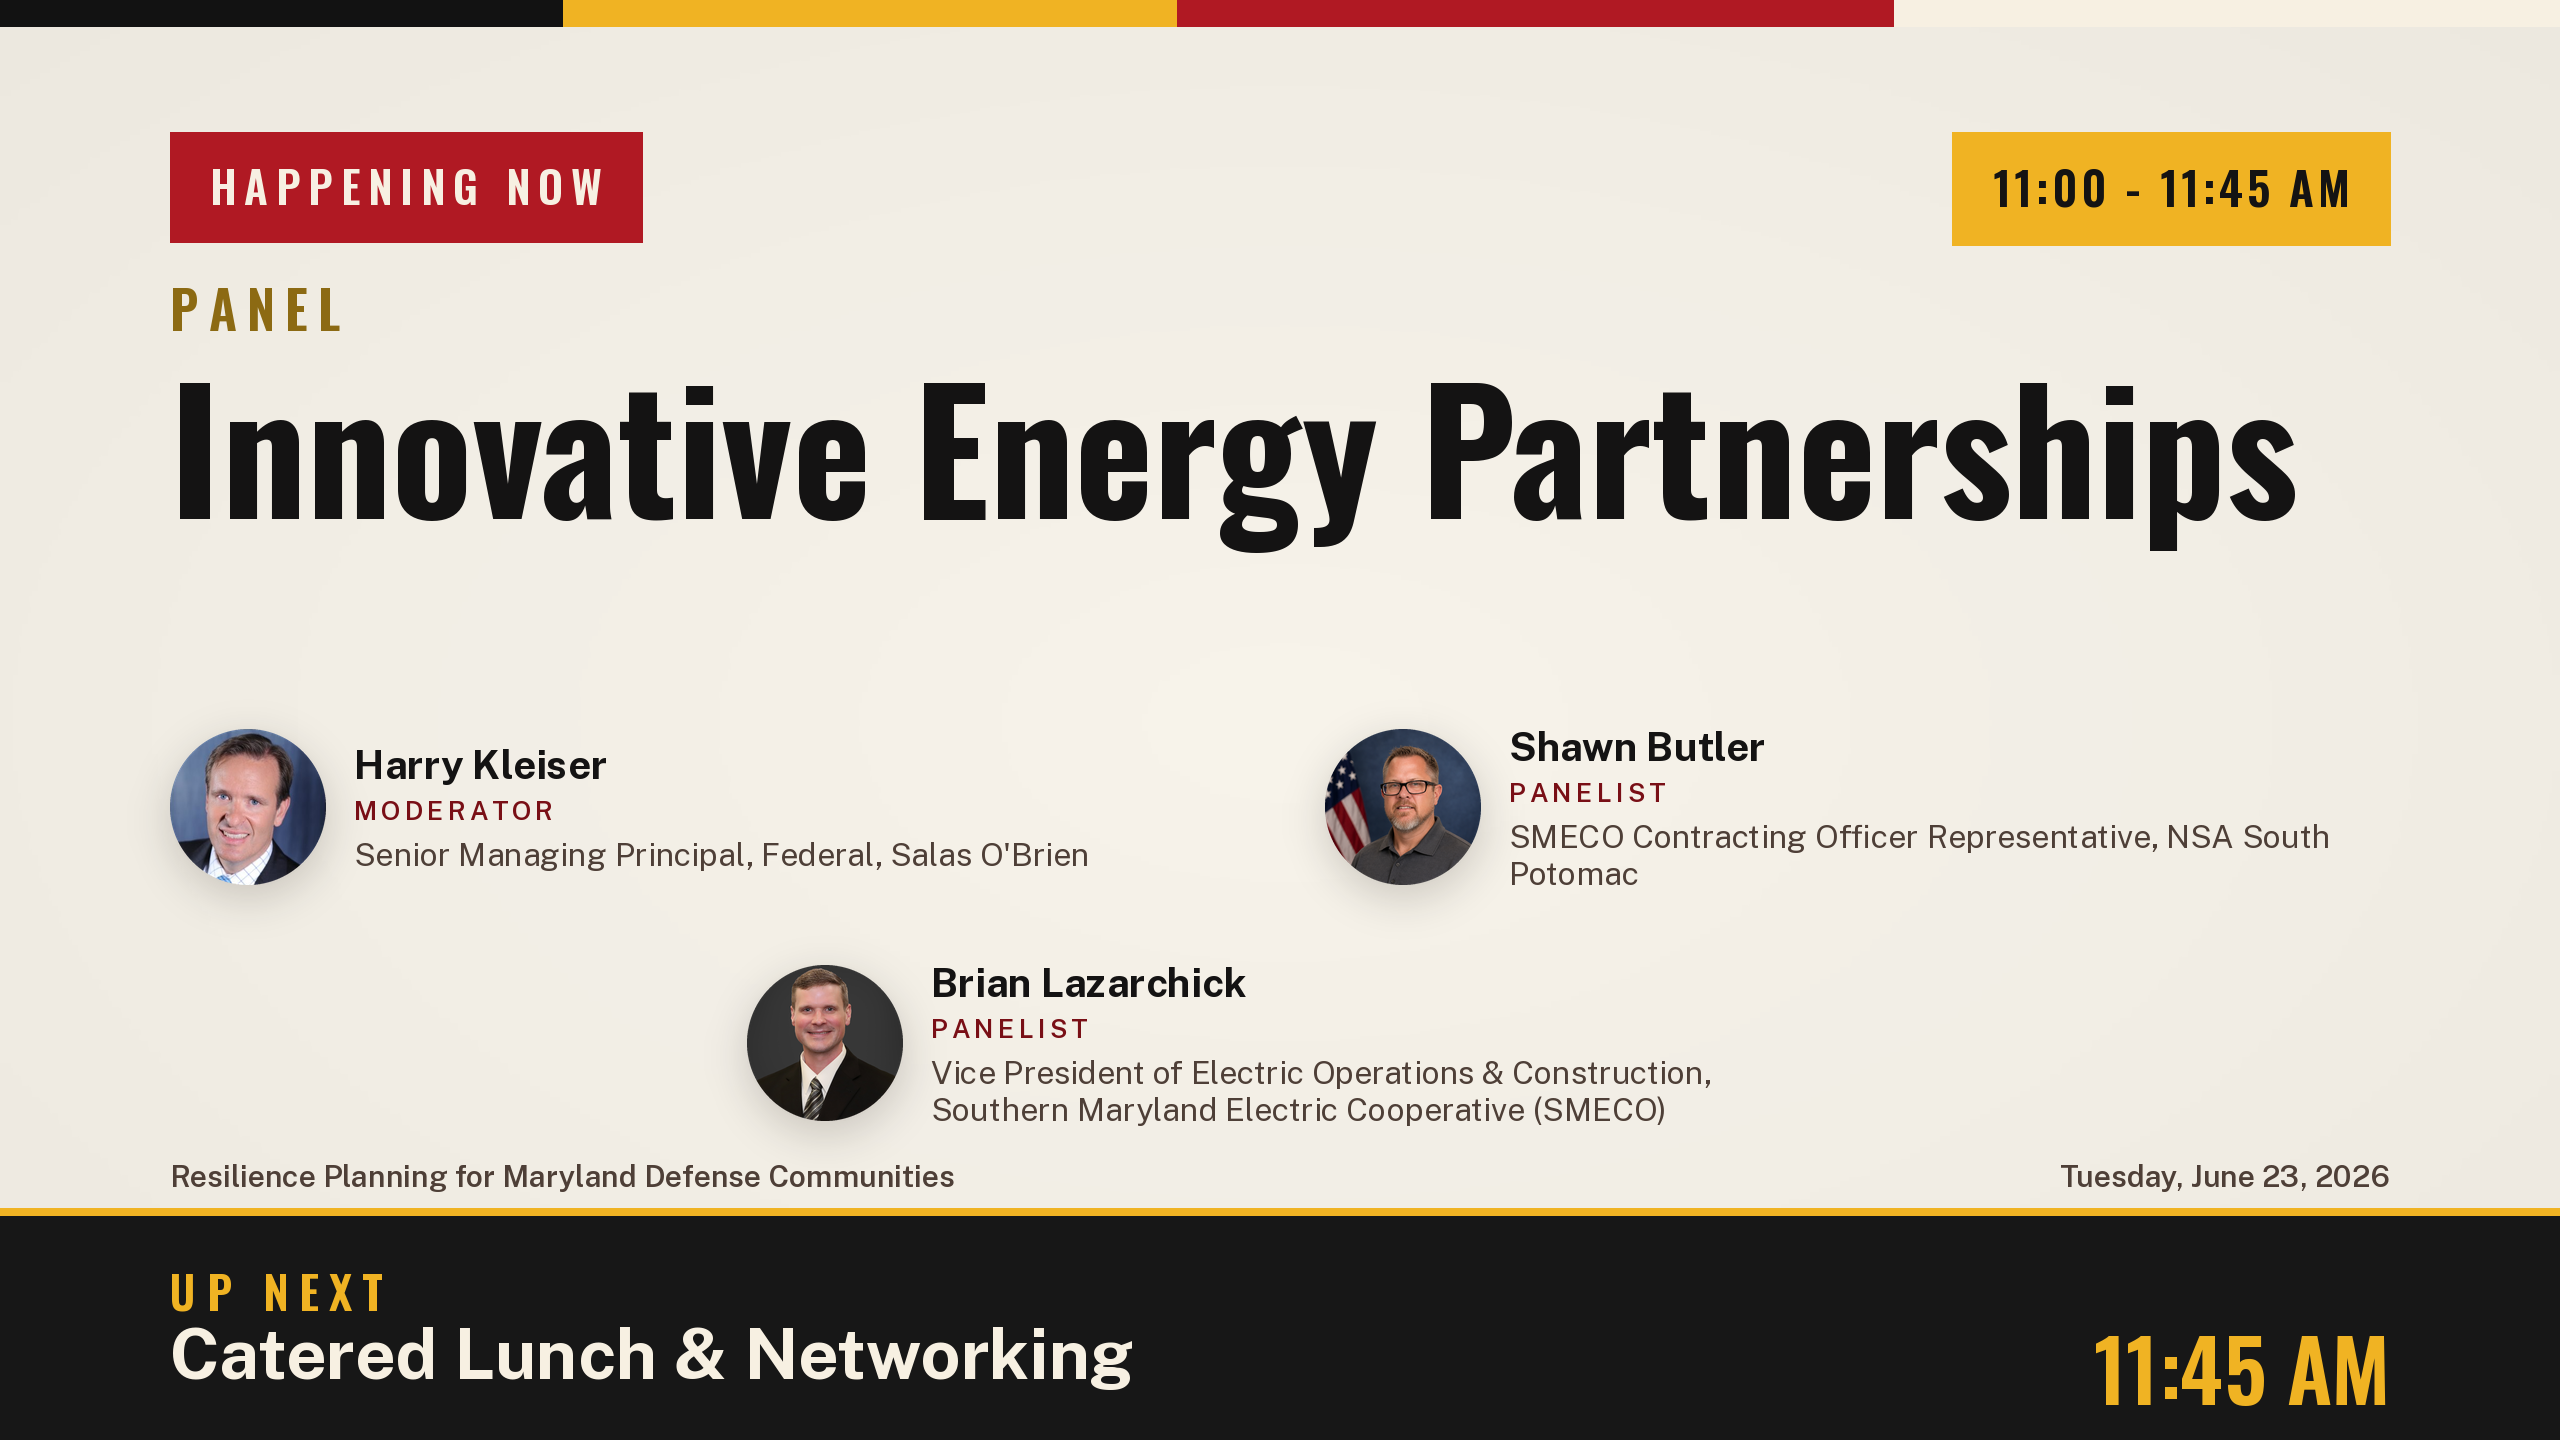 HAPPENING NOW
11:00 - 11:45 AM
PANEL
Innovative Energy Partnerships
Harry Kleiser
MODERATOR
Senior Managing Principal, Federal, Salas O'Brien
Shawn Butler
PANELIST
SMECO Contracting Officer Representative, NSA South
Potomac
Brian Lazarchick
PANELIST
Vice President of Electric Operations & Construction,
Southern Maryland Electric Cooperative (SMECO)
Resilience Planning for Maryland Defense Communities
Tuesday, June 23, 2026
UP NEXT
Catered Lunch & Networking
11:45 AM